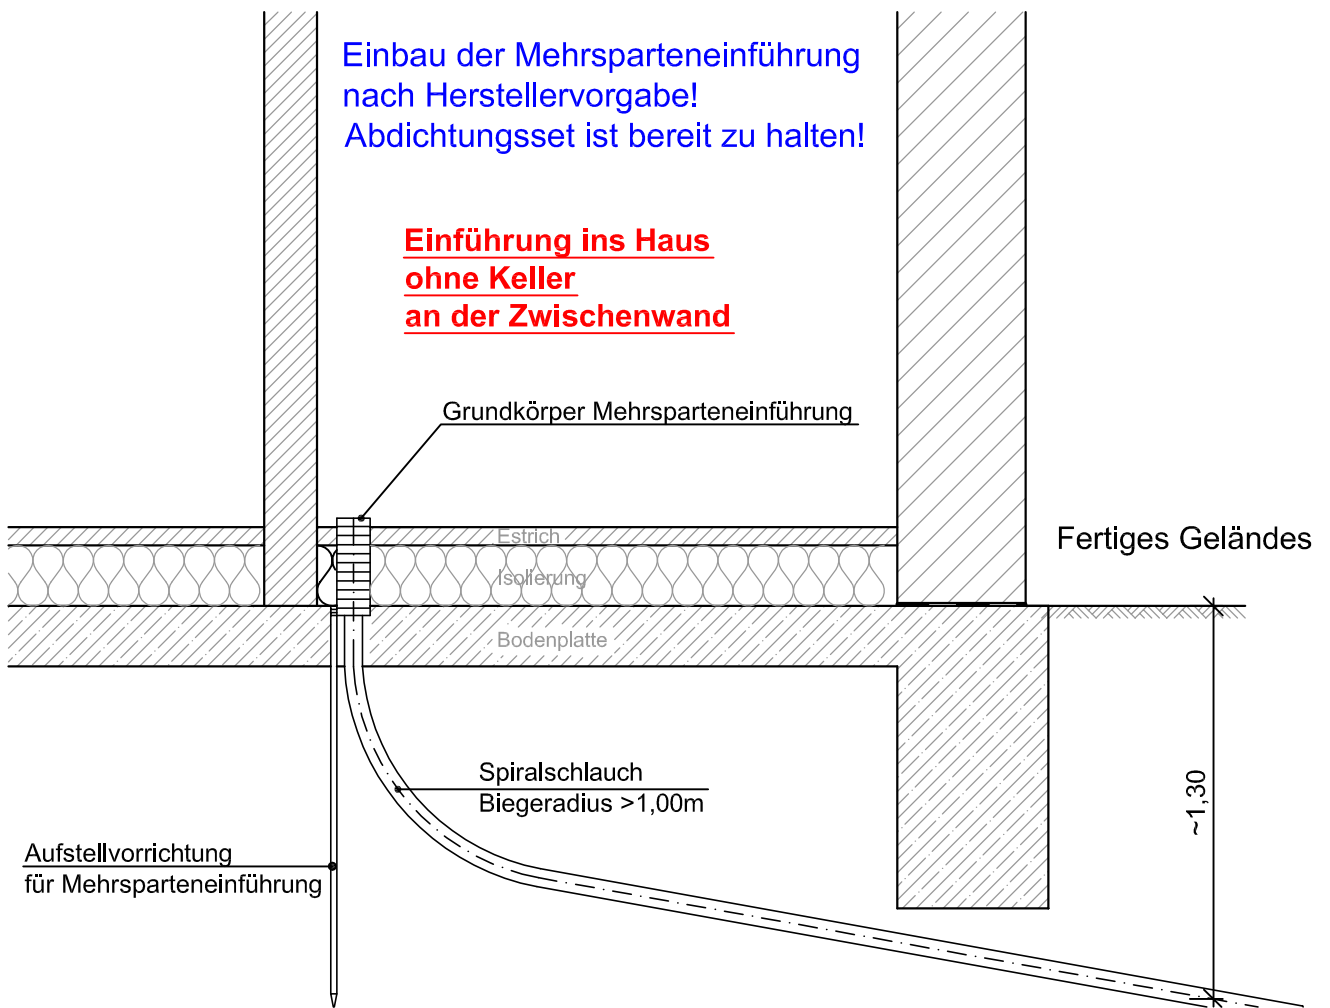 Einbau der Mehrsparteneinführung
nach Herstellervorgabe!
Abdichtungsset ist bereit zu halten!
Einführung ins Haus
ohne Keller
an der Zwischenwand
Grundkörper Mehrsparteneinführung
Estrich
Fertiges Geländes
Isolierung
Bodenplatte
Spiralschlauch
Biegeradius >1,00m
~1,30
Aufstellvorrichtung
für Mehrsparteneinführung